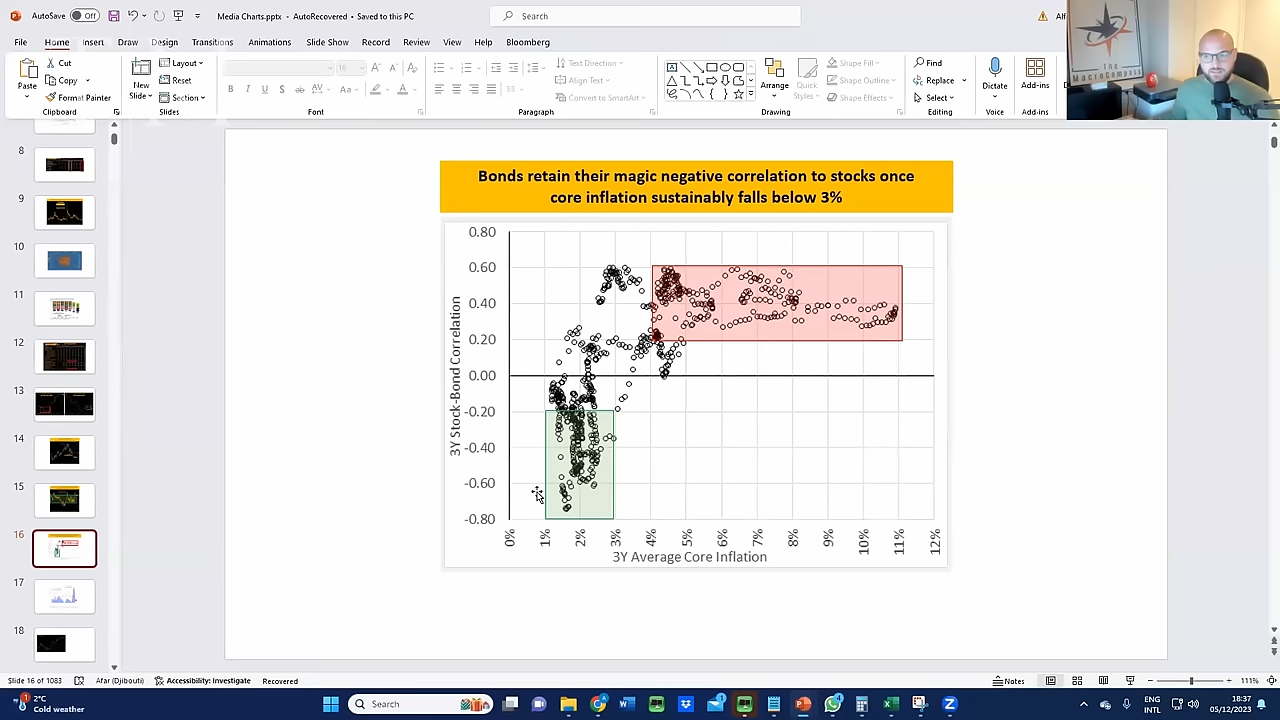 AutoSave
Off
Media Charts.pptx • AutoRecovered • Saved to this PC
Search
File Home Insert Draw Design Transitions Animations Slide Show Record Review View Help Bloomberg
Paste
Cut
Copy
Format Painter
Clipboard
New Slide
Layout
Reset
Section
Slides
B I U S ab AV Aa A
Font
Text Direction
Align Text
Convert to SmartArt
Paragraph
Arrange
Quick Styles
Shape Fill
Shape Outline
Shape Effects
Drawing
Find
Replace
Select
Editing
Dictate
Voice
Add-ins
Add-ins
The
MacroCompass
8
9
10
11
12
13
14
15
16
17
18
Bonds retain their magic negative correlation to stocks once
core inflation sustainably falls below 3%
3Y Stock-Bond Correlation
0.80
0.60
0.40
0.20
0.00
-0.20
-0.40
-0.60
-0.80
0% 1% 2% 3% 4% 5% 6% 7% 8% 9% 10% 11% 12%
3Y Average Core Inflation
Slide 16 of 1083
Afar (Djibouti)
Accessibility: Investigate
Recovered
Notes
111%
2°C
Cold weather
Search
ENG
INTL
18:37
05/12/2023